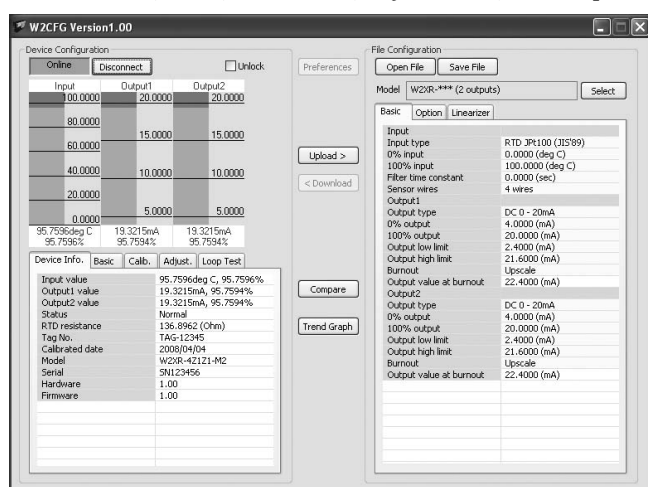 W2CFG Version1.00
Device Configuration
Online Disconnect Unlock
Input Output1 Output2
100.0000 20.0000 20.0000
80.0000
15.0000 15.0000
60.0000
40.0000 10.0000 10.0000
20.0000
5.0000 5.0000
0.0000
95.7596deg C 19.3215mA 19.3215mA
95.7596% 95.7594% 95.7594%
Device Info. Basic Calib. Adjust. Loop Test
Input value 95.7596deg C, 95.7596%
Output1 value 19.3215mA, 95.7594%
Output2 value 19.3215mA, 95.7594%
Status Normal
RTD resistance 136.8962 (Ohm)
Tag No. TAG-12345
Calibrated date 2008/04/04
Model W2XR-4Z1Z1-M2
Serial SN123456
Hardware 1.00
Firmware 1.00
Preferences
Upload >
< Download
Compare
Trend Graph
File Configuration
Open File Save File
Model W2XR-*** (2 outputs) Select
Basic Option Linearizer
Input
Input type RTD JPt100 (JIS'89)
0% input 0.0000 (deg C)
100% input 100.0000 (deg C)
Filter time constant 0.0000 (sec)
Sensor wires 4 wires
Output1
Output type DC 0 - 20mA
0% output 4.0000 (mA)
100% output 20.0000 (mA)
Output low limit 2.4000 (mA)
Output high limit 21.6000 (mA)
Burnout Upscale
Output value at burnout 22.4000 (mA)
Output2
Output type DC 0 - 20mA
0% output 4.0000 (mA)
100% output 20.0000 (mA)
Output low limit 2.4000 (mA)
Output high limit 21.6000 (mA)
Burnout Upscale
Output value at burnout 22.4000 (mA)